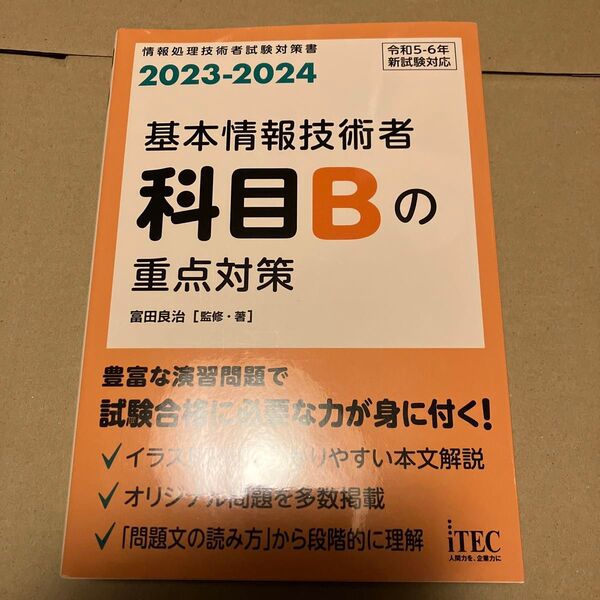 情報処理技術者試験対策書
令和5-6年
新試験対応
2023-2024
基本情報技術者
科目Bの
重点対策
富田良治［監修・著］
豊富な演習問題で
試験合格に必要な力が身に付く!
✓イラス りやすい本文解説
✓オリジナル問題を多数掲載
✓「問題文の読み方」から段階的に理解
iTEC
人間力を、企業力に